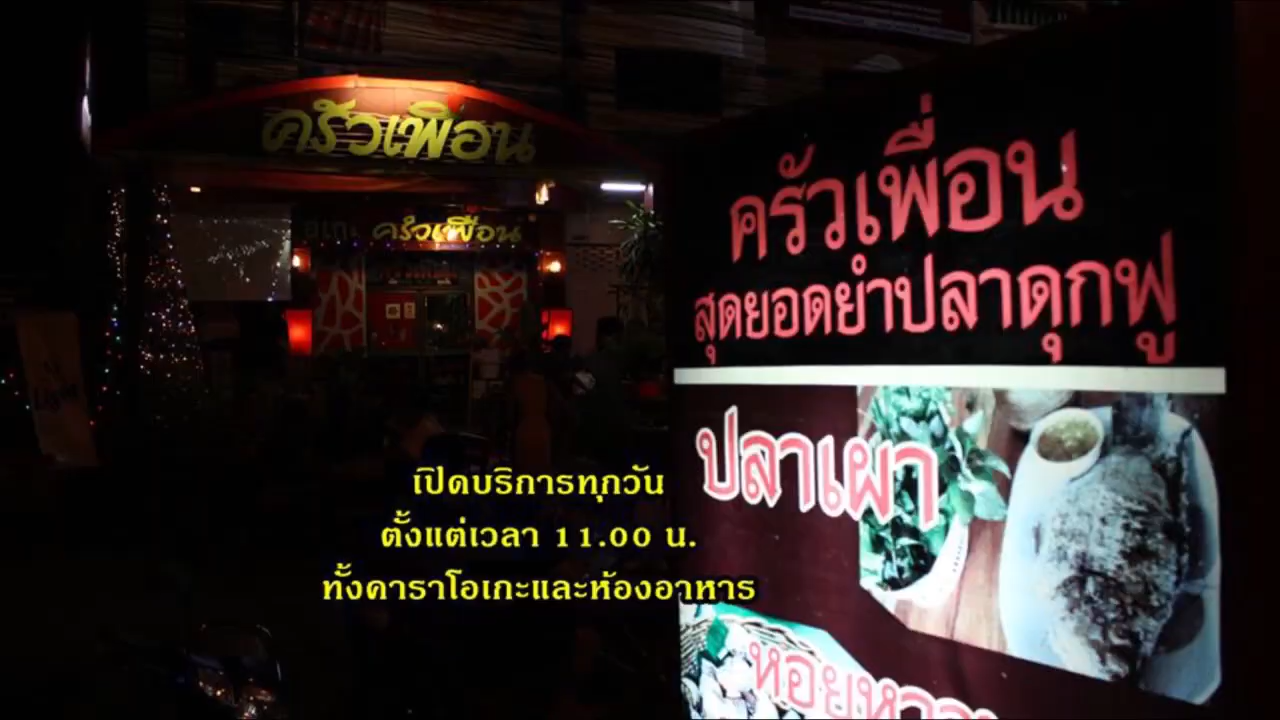 ครัวเพื่อน
ครัวเพื่อน
ครัวเพื่อน
สุดยอดยำปลาดุกฟู
ปลาเผา
เปิดบริการทุกวัน
ตั้งแต่เวลา 11.00 น.
ทั้งคาราโอเกะและห้องอาหาร